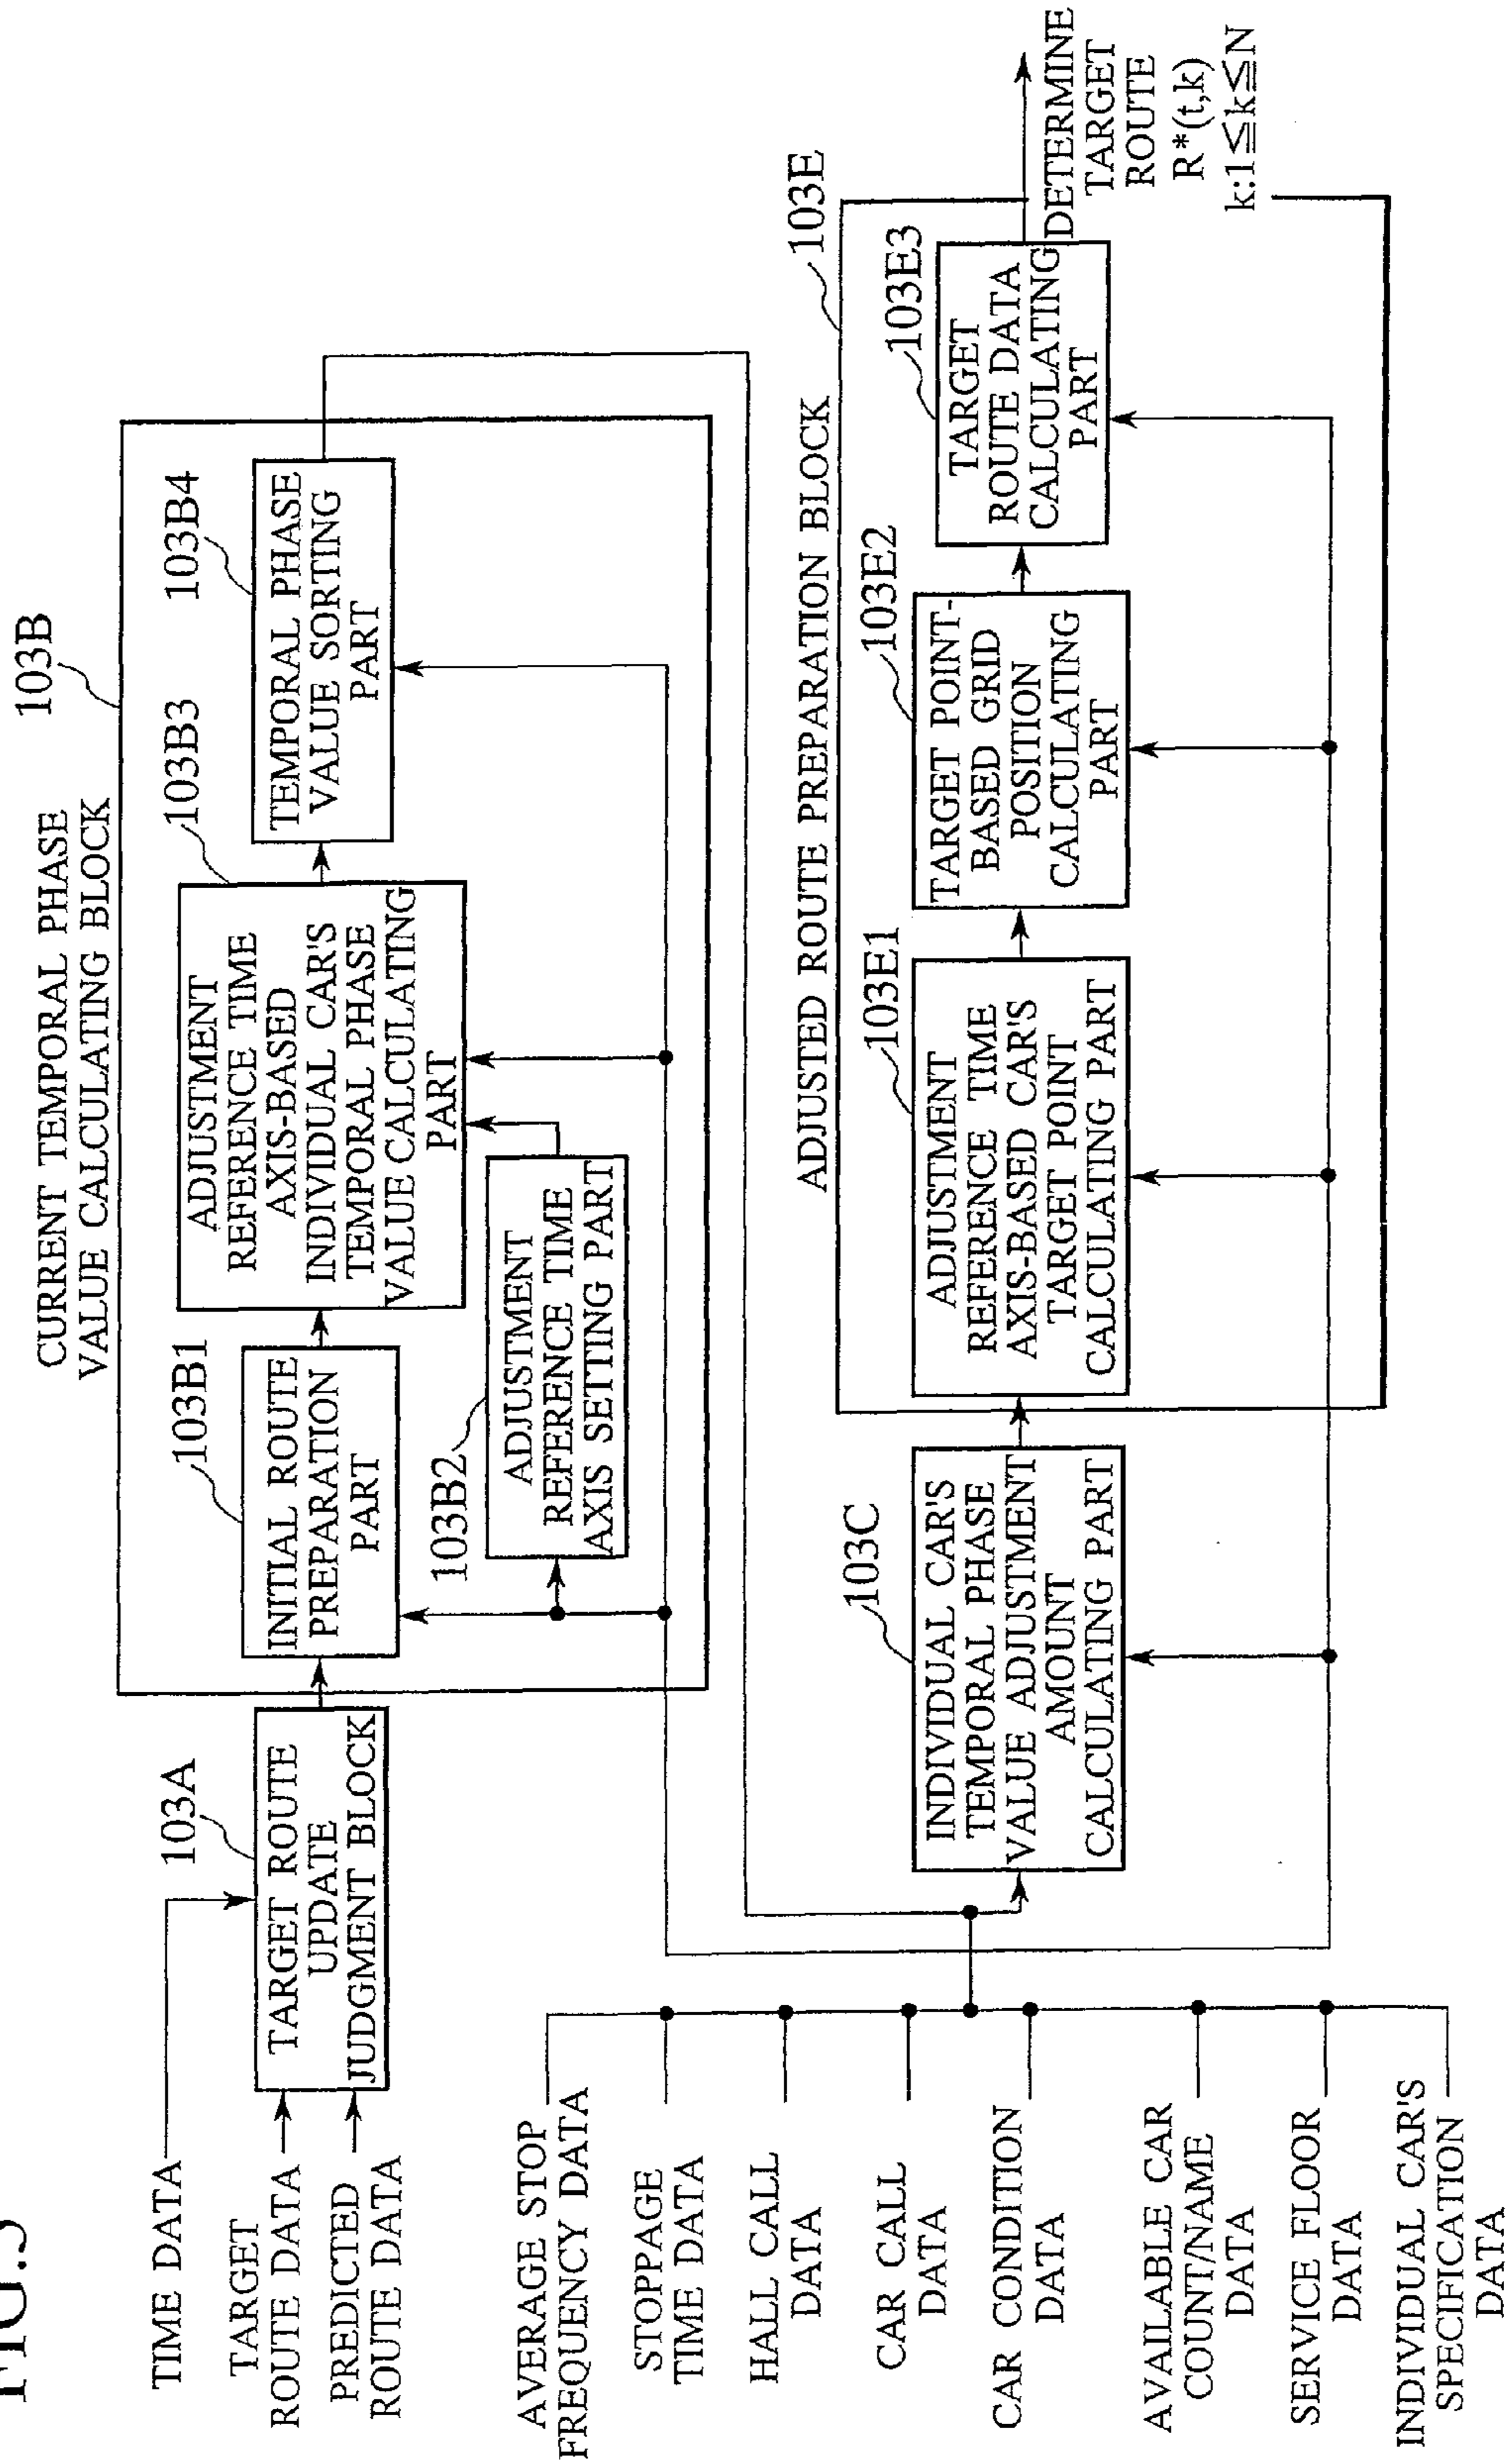 TIME DATA
TARGET
ROUTE DATA
PREDICTED
ROUTE DATA
103A
TARGET ROUTE
UPDATE
JUDGMENT BLOCK
CURRENT TEMPORAL PHASE
VALUE CALCULATING BLOCK
103B
103B1
INITIAL ROUTE
PREPARATION
PART
103B2
ADJUSTMENT
REFERENCE TIME
AXIS SETTING PART
103B3
ADJUSTMENT
REFERENCE TIME
AXIS-BASED
INDIVIDUAL CAR'S
TEMPORAL PHASE
VALUE CALCULATING
PART
103B4
TEMPORAL PHASE
VALUE SORTING
PART
AVERAGE STOP
FREQUENCY DATA
STOPPAGE
TIME DATA
HALL CALL
DATA
CAR CALL
DATA
CAR CONDITION
DATA
AVAILABLE CAR
COUNT/NAME
DATA
SERVICE FLOOR
DATA
INDIVIDUAL CAR'S
SPECIFICATION
DATA
103C
INDIVIDUAL CAR'S
TEMPORAL PHASE
VALUE ADJUSTMENT
AMOUNT
CALCULATING PART
ADJUSTED ROUTE PREPARATION BLOCK
103E
103E1
ADJUSTMENT
REFERENCE TIME
AXIS-BASED CAR'S
TARGET POINT
CALCULATING PART
103E2
TARGET POINT-
BASED GRID
POSITION
CALCULATING
PART
103E3
TARGET
ROUTE DATA
CALCULATING
PART
DETERMINE
TARGET
ROUTE
R*(t,k)
k:1≦k≦N